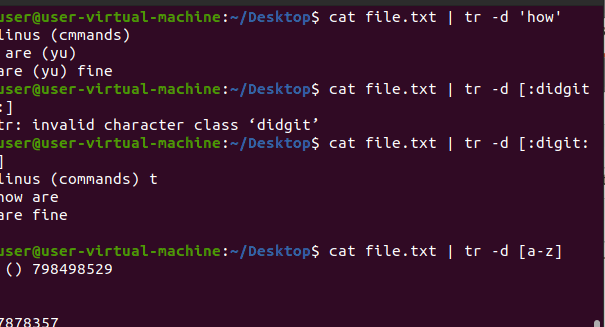 user@user-virtual-machine:~/Desktop$ cat file.txt | tr -d 'how'
linus (cmmands)
are (yu)
are (yu) fine
user@user-virtual-machine:~/Desktop$ cat file.txt | tr -d [:didgit
:]
tr: invalid character class ‘didgit’
user@user-virtual-machine:~/Desktop$ cat file.txt | tr -d [:digit:
]
linus (commands) t
how are
are fine
user@user-virtual-machine:~/Desktop$ cat file.txt | tr -d [a-z]
() 798498529
7878357